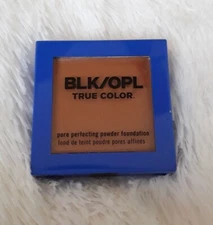 BLK/OPL
TRUE COLOR
pore perfecting powder foundation
fond de teint poudre pores affinés